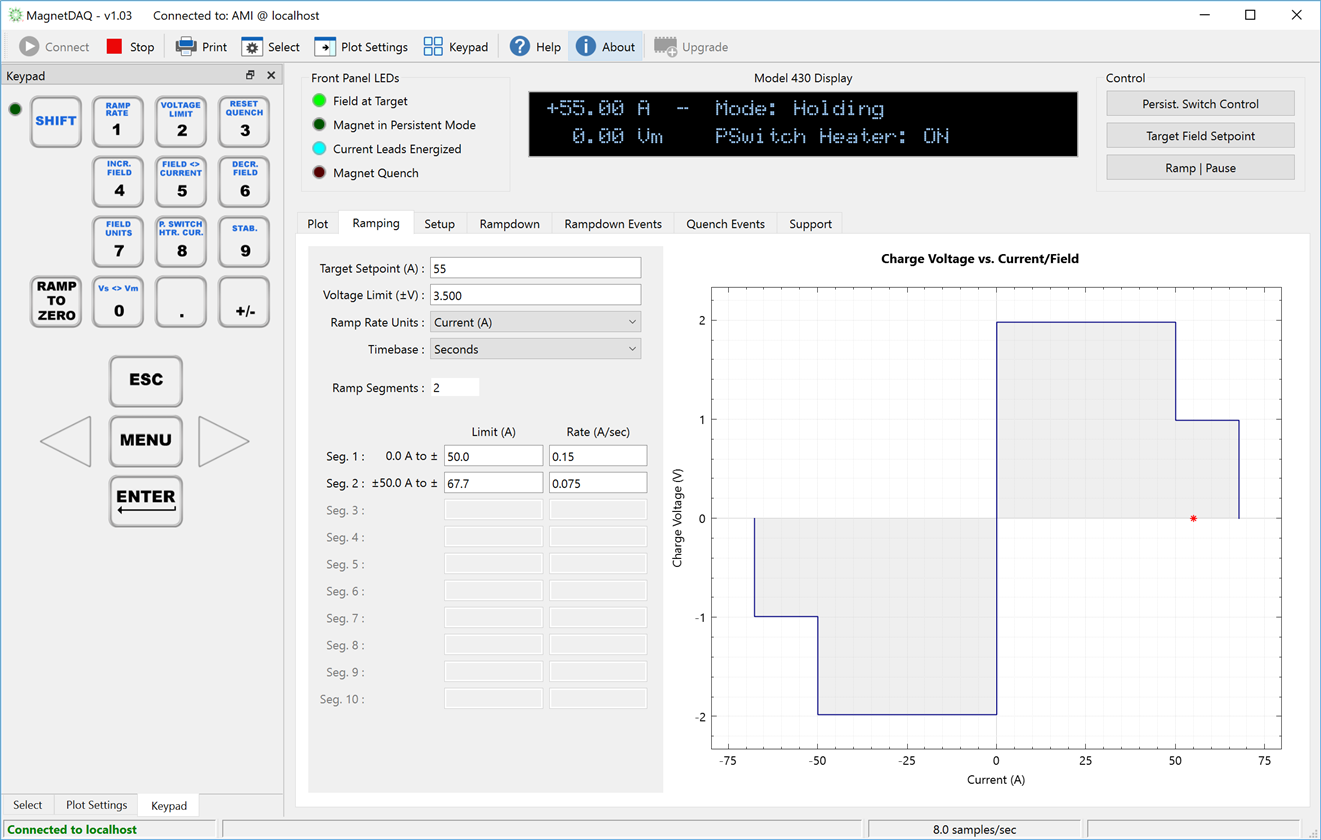 MagnetDAQ - v1.03 Connected to: AMI @ localhost
Connect Stop Print Select Plot Settings Keypad Help About Upgrade
Keypad
SHIFT
RAMP RATE
1
VOLTAGE LIMIT
2
RESET QUENCH
3
INCR. FIELD
4
FIELD <> CURRENT
5
DECR. FIELD
6
FIELD UNITS
7
P. SWITCH HTR. CUR.
8
STAB.
9
RAMP TO ZERO
Vs <> Vm
0
.
+/-
ESC
MENU
ENTER
Select Plot Settings Keypad
Front Panel LEDs
Field at Target
Magnet in Persistent Mode
Current Leads Energized
Magnet Quench
Model 430 Display
+55.00 A - Mode: Holding
0.00 Vm PSwitch Heater: ON
Control
Persist. Switch Control
Target Field Setpoint
Ramp | Pause
Plot Ramping Setup Rampdown Rampdown Events Quench Events Support
Target Setpoint (A) : 55
Voltage Limit (±V) : 3.500
Ramp Rate Units : Current (A)
Timebase : Seconds
Ramp Segments : 2
Limit (A) Rate (A/sec)
Seg. 1 : 0.0 A to ± 50.0 0.15
Seg. 2 : ±50.0 A to ± 67.7 0.075
Seg. 3 :
Seg. 4 :
Seg. 5 :
Seg. 6 :
Seg. 7 :
Seg. 8 :
Seg. 9 :
Seg. 10 :
Charge Voltage vs. Current/Field
Charge Voltage (V)
2
1
0
-1
-2
-75 -50 -25 0 25 50 75
Current (A)
Connected to localhost 8.0 samples/sec